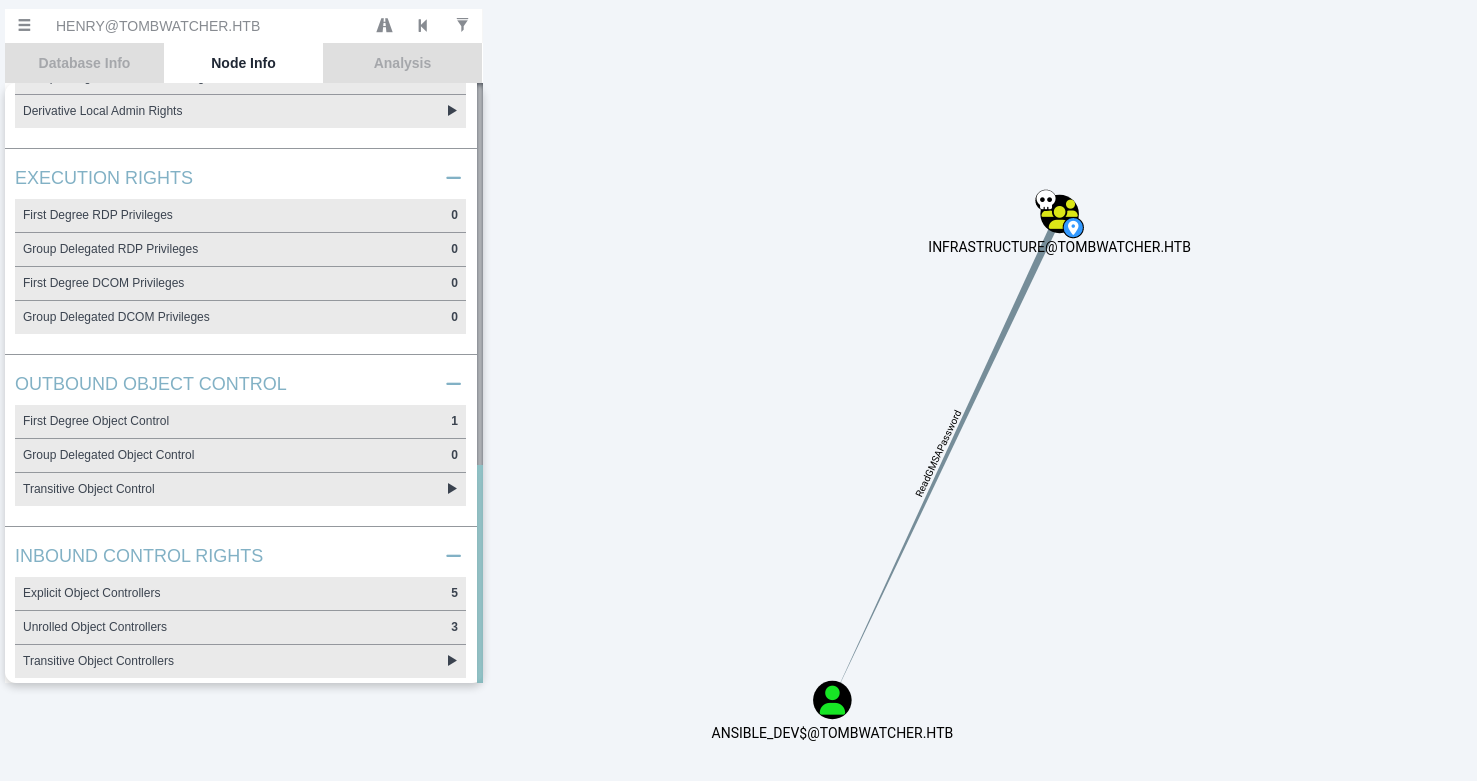 HENRY@TOMBWATCHER.HTB
Database Info
Node Info
Analysis
Derivative Local Admin Rights
EXECUTION RIGHTS
First Degree RDP Privileges 0
Group Delegated RDP Privileges 0
First Degree DCOM Privileges 0
Group Delegated DCOM Privileges 0
OUTBOUND OBJECT CONTROL
First Degree Object Control 1
Group Delegated Object Control 0
Transitive Object Control
INBOUND CONTROL RIGHTS
Explicit Object Controllers 5
Unrolled Object Controllers 3
Transitive Object Controllers
INFRASTRUCTURE@TOMBWATCHER.HTB
ReadGMSAPassword
ANSIBLE_DEV$@TOMBWATCHER.HTB